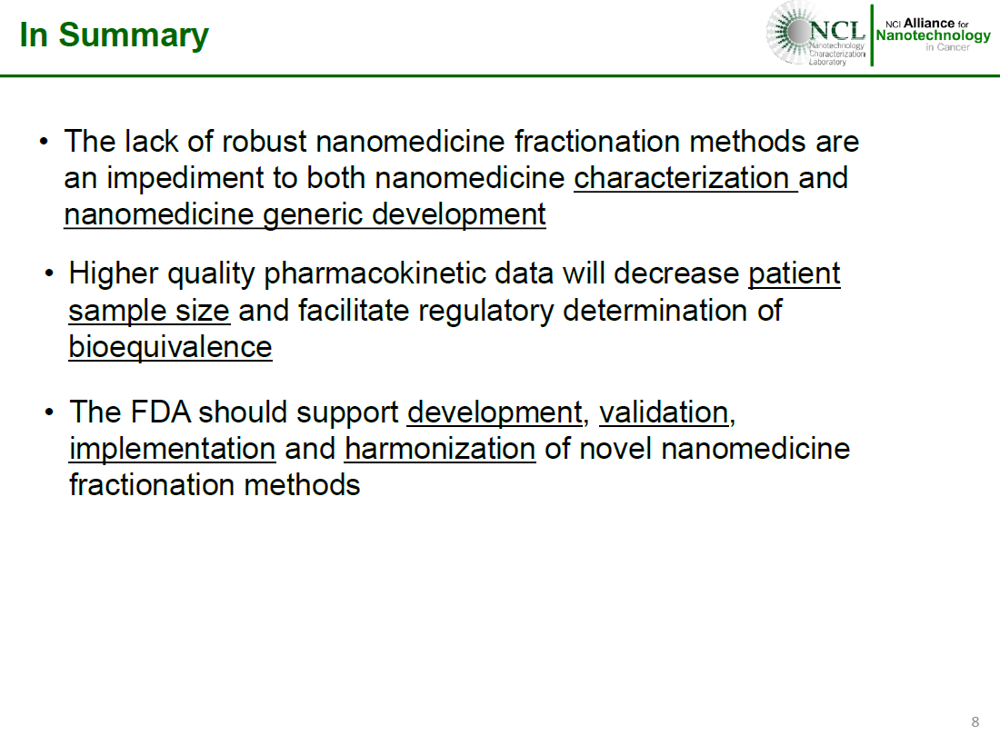 In Summary
NCL
Nanotechnology
Characterization
Laboratory
NCI Alliance for
Nanotechnology
in Cancer
• The lack of robust nanomedicine fractionation methods are
an impediment to both nanomedicine characterization and
nanomedicine generic development
• Higher quality pharmacokinetic data will decrease patient
sample size and facilitate regulatory determination of
bioequivalence
• The FDA should support development, validation,
implementation and harmonization of novel nanomedicine
fractionation methods
8